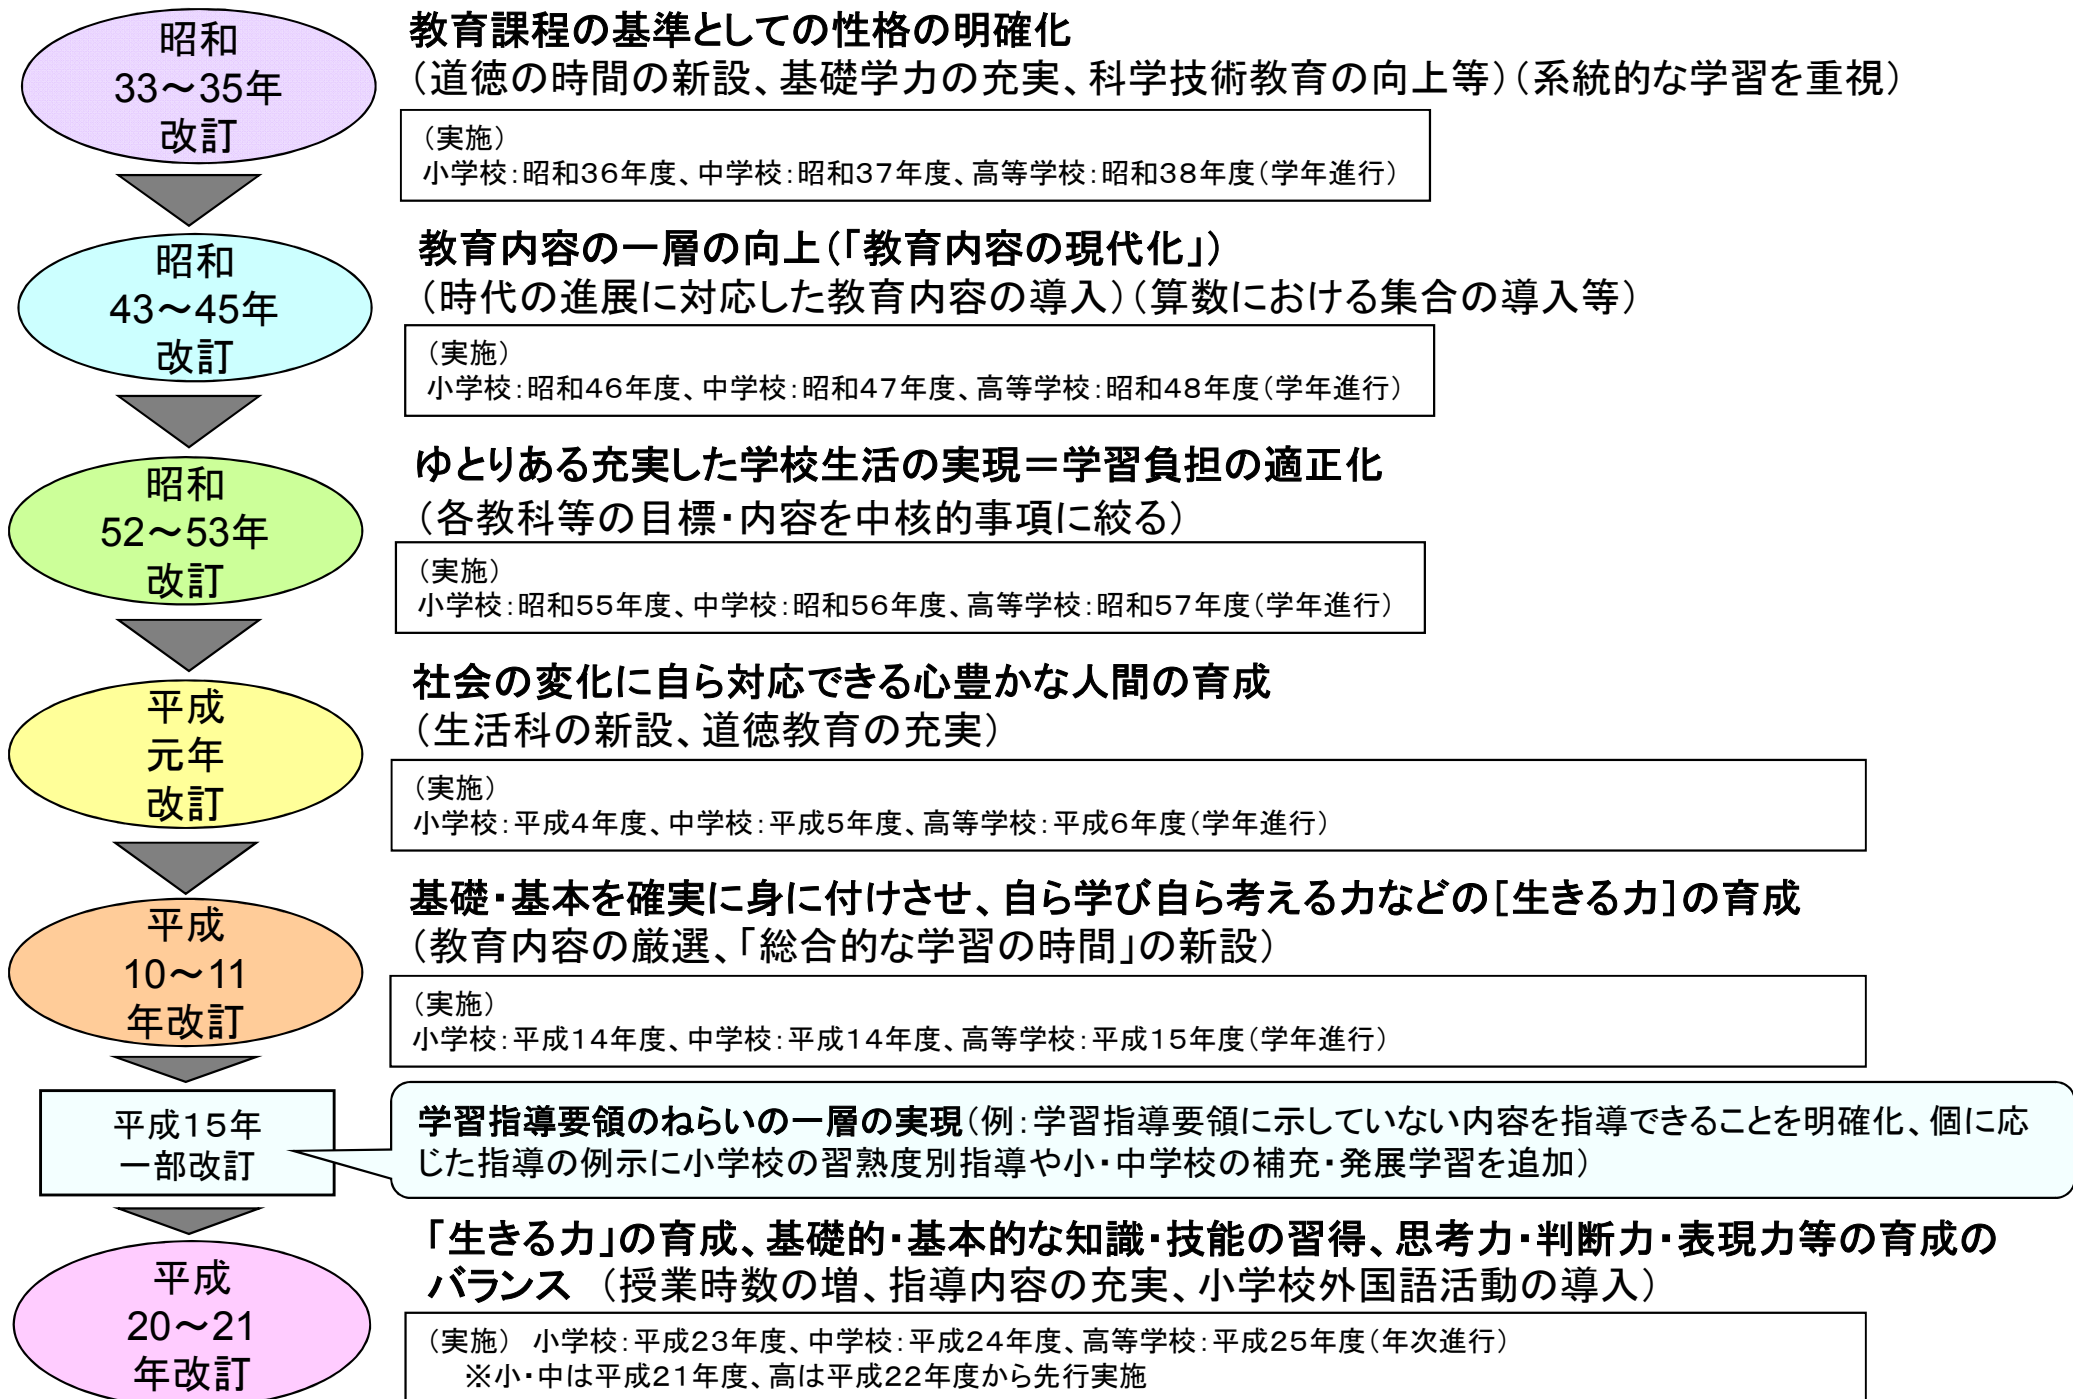 昭和
33～35年
改訂
教育課程の基準としての性格の明確化
（道徳の時間の新設、基礎学力の充実、科学技術教育の向上等）（系統的な学習を重視）
（実施）
小学校：昭和３６年度、中学校：昭和３７年度、高等学校：昭和３８年度（学年進行）
昭和
43～45年
改訂
教育内容の一層の向上（「教育内容の現代化」）
（時代の進展に対応した教育内容の導入）（算数における集合の導入等）
（実施）
小学校：昭和４６年度、中学校：昭和４７年度、高等学校：昭和４８年度（学年進行）
昭和
52～53年
改訂
ゆとりある充実した学校生活の実現＝学習負担の適正化
（各教科等の目標・内容を中核的事項に絞る）
（実施）
小学校：昭和５５年度、中学校：昭和５６年度、高等学校：昭和５７年度（学年進行）
平成
元年
改訂
社会の変化に自ら対応できる心豊かな人間の育成
（生活科の新設、道徳教育の充実）
（実施）
小学校：平成４年度、中学校：平成５年度、高等学校：平成６年度（学年進行）
平成
10～11
年改訂
基礎・基本を確実に身に付けさせ、自ら学び自ら考える力などの［生きる力］の育成
（教育内容の厳選、「総合的な学習の時間」の新設）
（実施）
小学校：平成１４年度、中学校：平成１４年度、高等学校：平成１５年度（学年進行）
平成１５年
一部改訂
学習指導要領のねらいの一層の実現（例：学習指導要領に示していない内容を指導できることを明確化、個に応
じた指導の例示に小学校の習熟度別指導や小・中学校の補充・発展学習を追加）
平成
20～21
年改訂
「生きる力」の育成、基礎的・基本的な知識・技能の習得、思考力・判断力・表現力等の育成の
バランス （授業時数の増、指導内容の充実、小学校外国語活動の導入）
（実施） 小学校：平成２３年度、中学校：平成２４年度、高等学校：平成２５年度（年次進行）
※小・中は平成２１年度、高は平成２２年度から先行実施